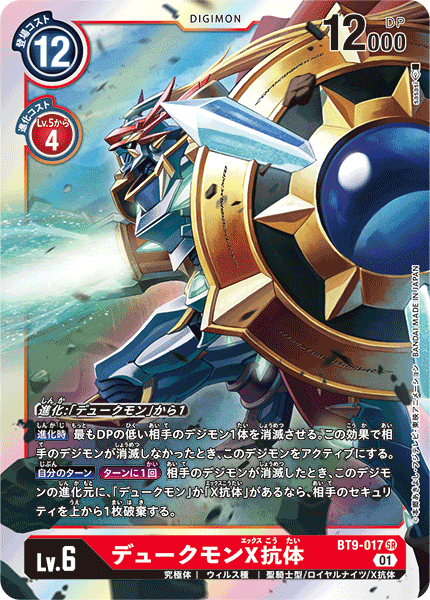 DIGIMON
登場コスト
12
DP
12000
進化コスト
Lv.5から
4
BANDAI MADE IN JAPAN
進化:「デュークモン」から1
進化時 最もDPの低い相手のデジモン1体を消滅させる。この効果で相
手のデジモンが消滅しなかったとき、このデジモンをアクティブにする。
自分のターン ターンに1回 相手のデジモンが消滅したとき、このデジモ
ンの進化元に、「デュークモン」か「X抗体」があるなら、相手のセキュリ
ティを上から1枚破棄する。
Lv.6
デュークモンX抗体
BT9-017 SR
01
究極体 | ウィルス種 | 聖騎士型/ロイヤルナイツ/X抗体